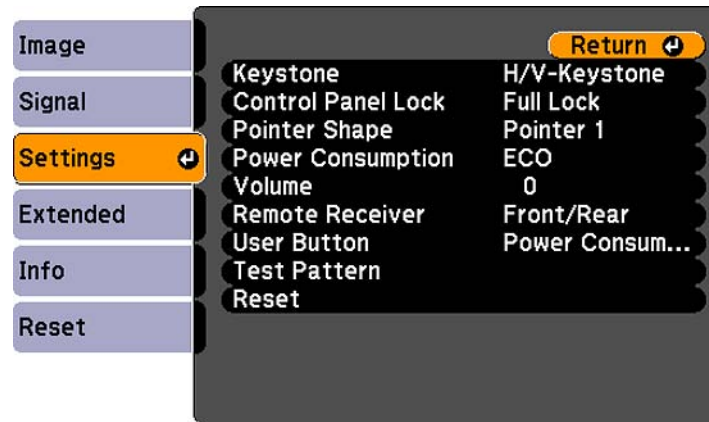 Image
Signal
Settings
Extended
Info
Reset
Return
Keystone H/V-Keystone
Control Panel Lock Full Lock
Pointer Shape Pointer 1
Power Consumption ECO
Volume 0
Remote Receiver Front/Rear
User Button Power Consum...
Test Pattern
Reset